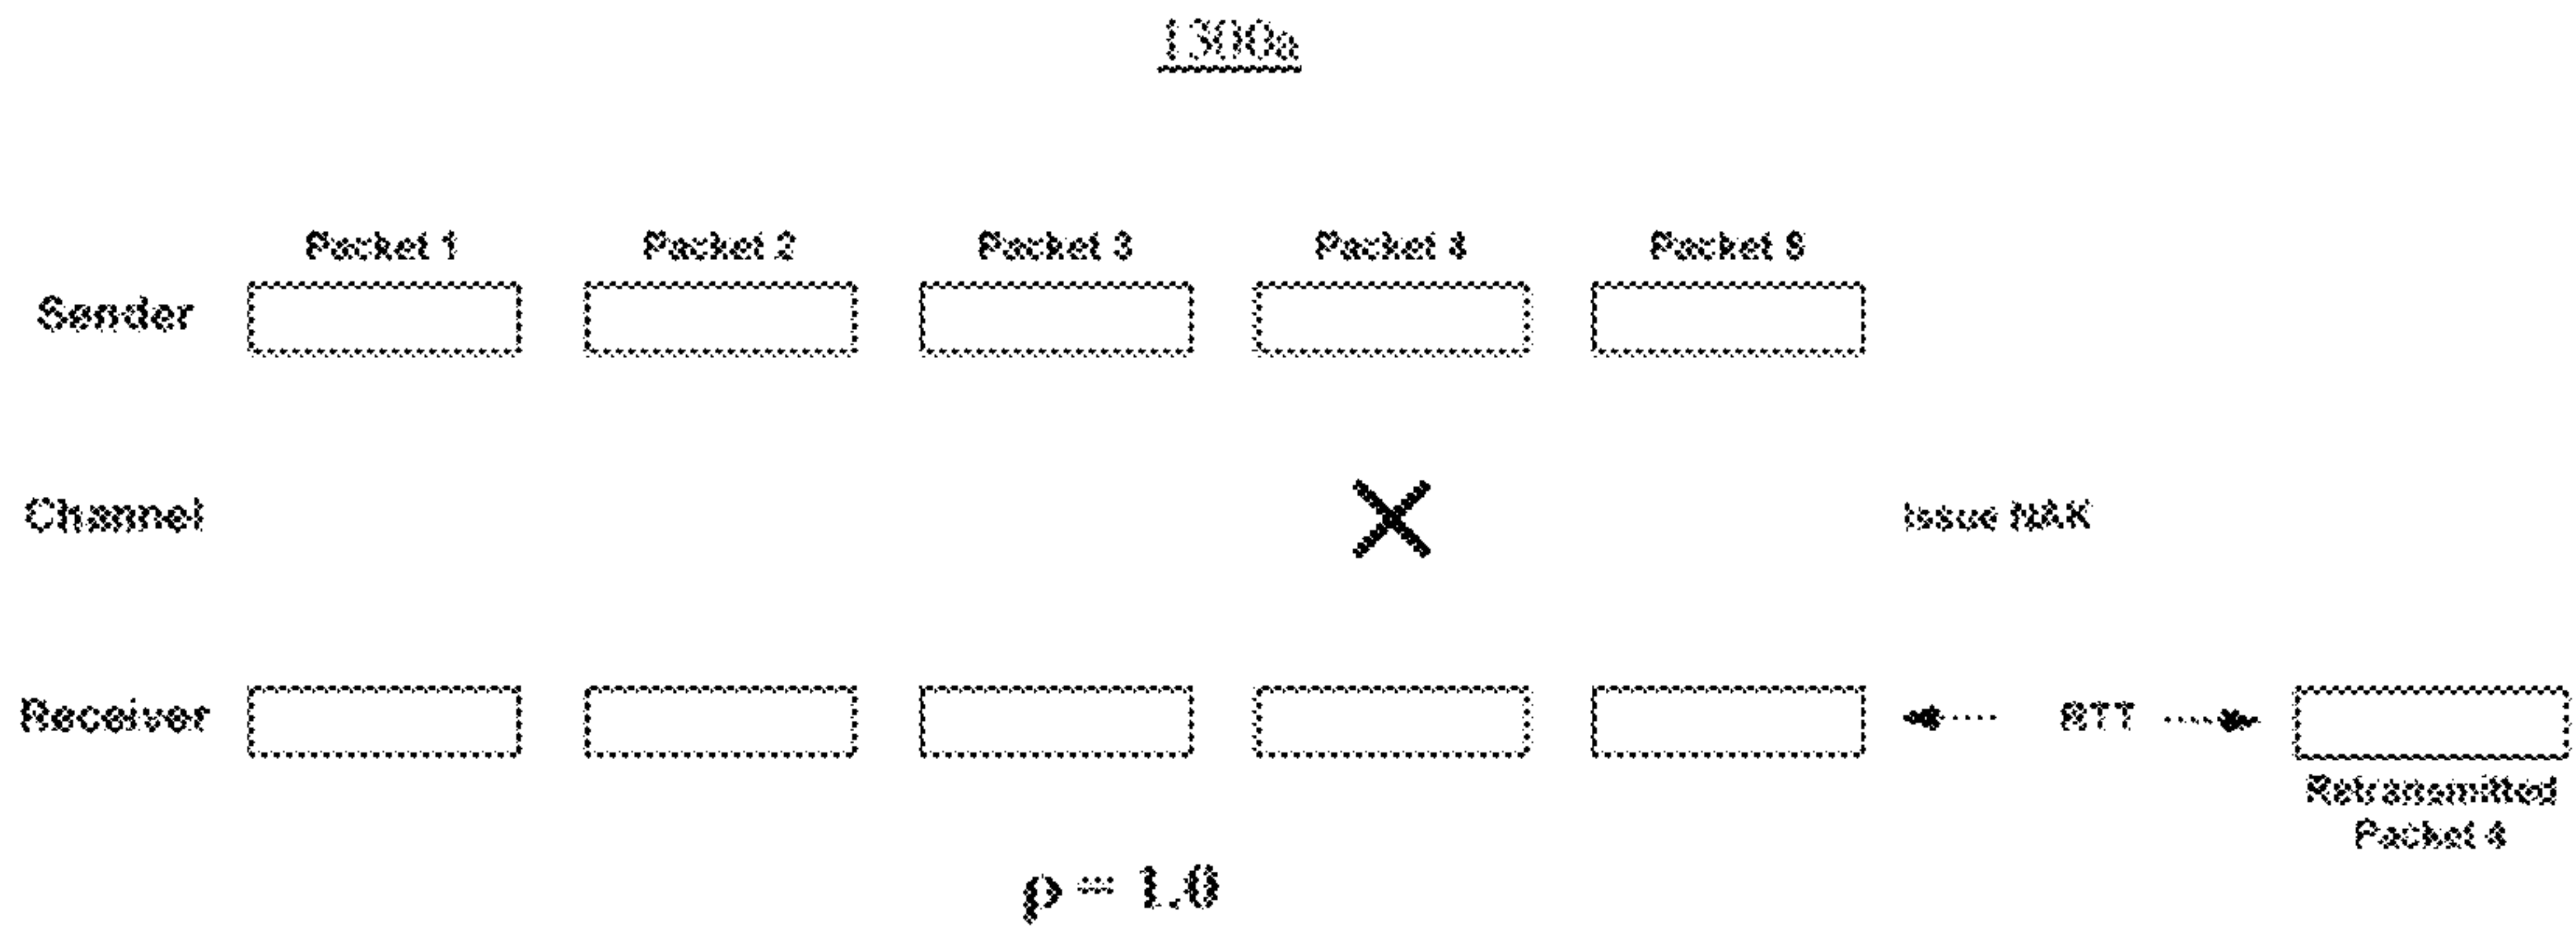 1300a
Packet 1 Packet 2 Packet 3 Packet 4 Packet 5
Sender
Channel Issue NAK
Receiver RTT
Retransmitted
Packet 4
ρ = 1.0